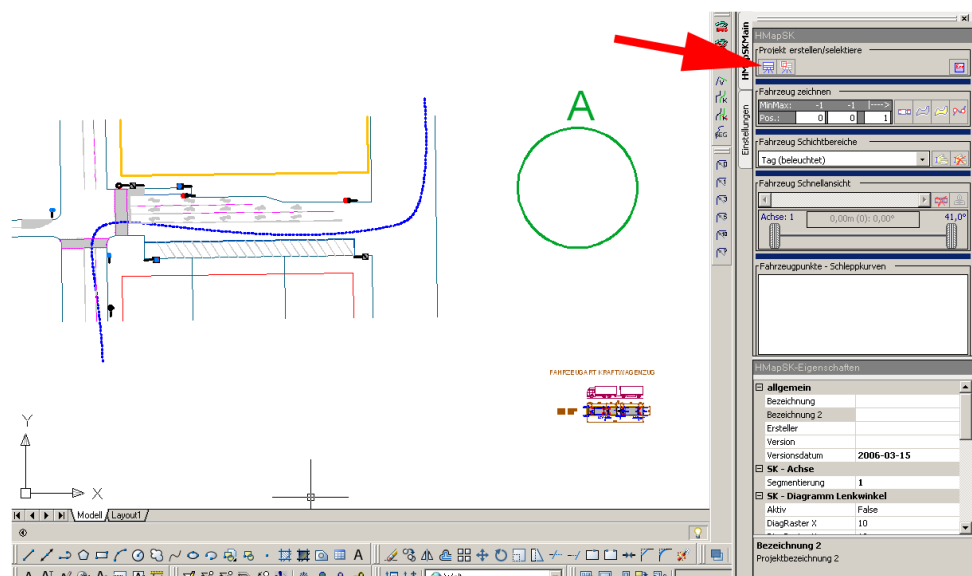 A
FAHRZEUGART KRAFTWAGENZUG
Y
X
Modell
Layout1
A
HMapSKMain
Einstellungen
HMapSK
Projekt erstellen/selektiere
Fahrzeug zeichnen
MinMax: -1 -1 |---->
Pos.: 0 0 1
Fahrzeug Schichtbereiche
Tag (beleuchtet)
Fahrzeug Schnellansicht
Achse: 1 0,00m (0): 0,00° 41,0°
Fahrzeugpunkte - Schleppkurven
HMapSK-Eigenschaften
allgemein
Bezeichnung
Bezeichnung 2
Ersteller
Version
Versionsdatum 2006-03-15
SK - Achse
Segmentierung 1
SK - Diagramm Lenkwinkel
Aktiv False
DiagRaster X 10
Bezeichnung 2
Projektbezeichnung 2